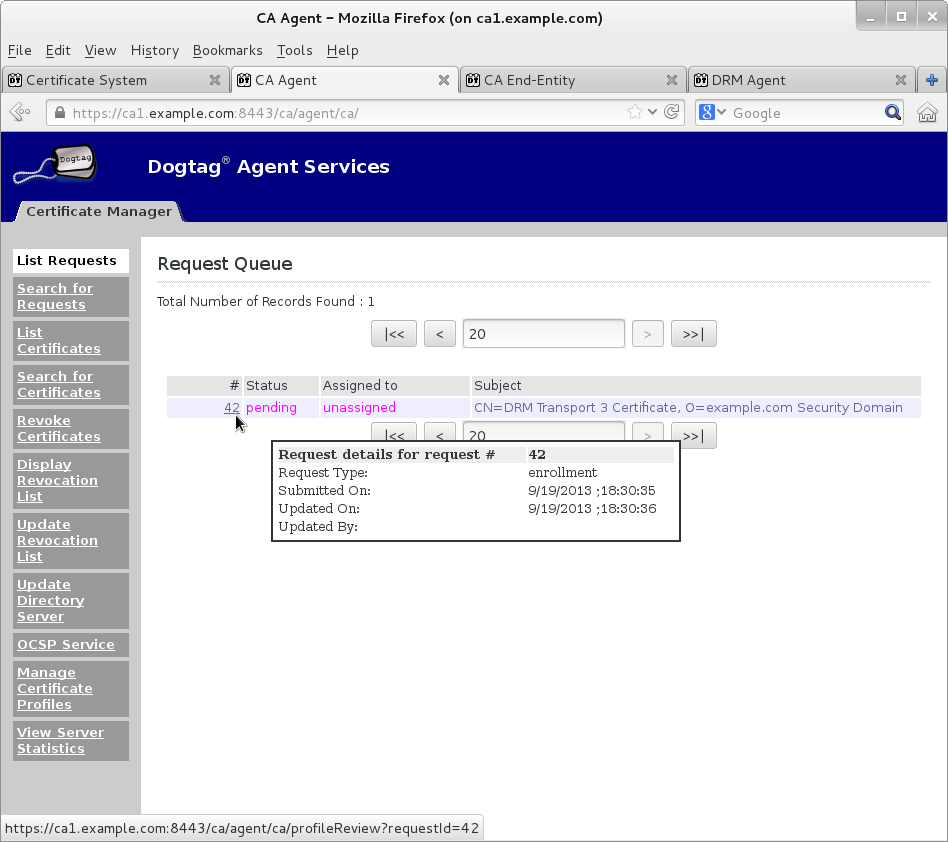 CA Agent – Mozilla Firefox (on ca1.example.com)
File Edit View History Bookmarks Tools Help
Certificate System CA Agent CA End-Entity DRM Agent
https://ca1.example.com:8443/ca/agent/ca/ Google
Dogtag
Dogtag® Agent Services
Certificate Manager
List Requests
Search for
Requests
List
Certificates
Search for
Certificates
Revoke
Certificates
Display
Revocation
List
Update
Revocation
List
Update
Directory
Server
OCSP Service
Manage
Certificate
Profiles
View Server
Statistics
Request Queue
Total Number of Records Found : 1
|<< < 20 > >>|
# Status Assigned to Subject
42 pending unassigned CN=DRM Transport 3 Certificate, O=example.com Security Domain
|<< < 20 > >>|
Request details for request # 42
Request Type: enrollment
Submitted On: 9/19/2013 ;18:30:35
Updated On: 9/19/2013 ;18:30:36
Updated By:
https://ca1.example.com:8443/ca/agent/ca/profileReview?requestId=42